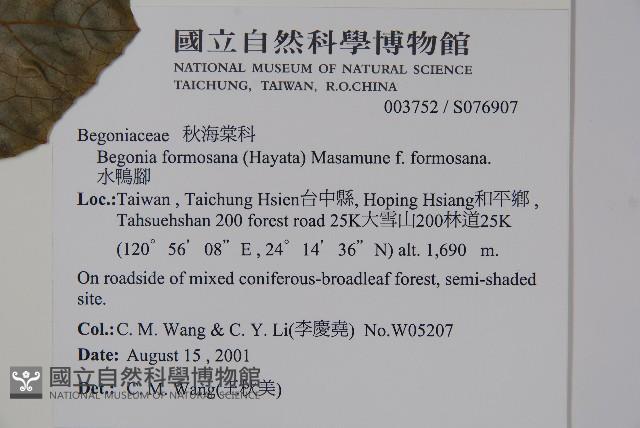 國立自然科學博物館
NATIONAL MUSEUM OF NATURAL SCIENCE
TAICHUNG, TAIWAN, R.O.CHINA
003752 / S076907
Begoniaceae 秋海棠科
Begonia formosana (Hayata) Masamune f. formosana.
水鴨腳
Loc.:Taiwan , Taichung Hsien台中縣, Hoping Hsiang和平鄉 ,
Tahsuehshan 200 forest road 25K大雪山200林道25K
(120° 56′ 08” E , 24° 14′ 36” N) alt. 1,690 m.
On roadside of mixed coniferous-broadleaf forest, semi-shaded
site.
Col.: C. M. Wang & C. Y. Li(李慶堯) No.W05207
Date: August 15 , 2001
Det.: C. M. Wang(王秋美)
國立自然科學博物館
NATIONAL MUSEUM OF NATURAL SCIENCE